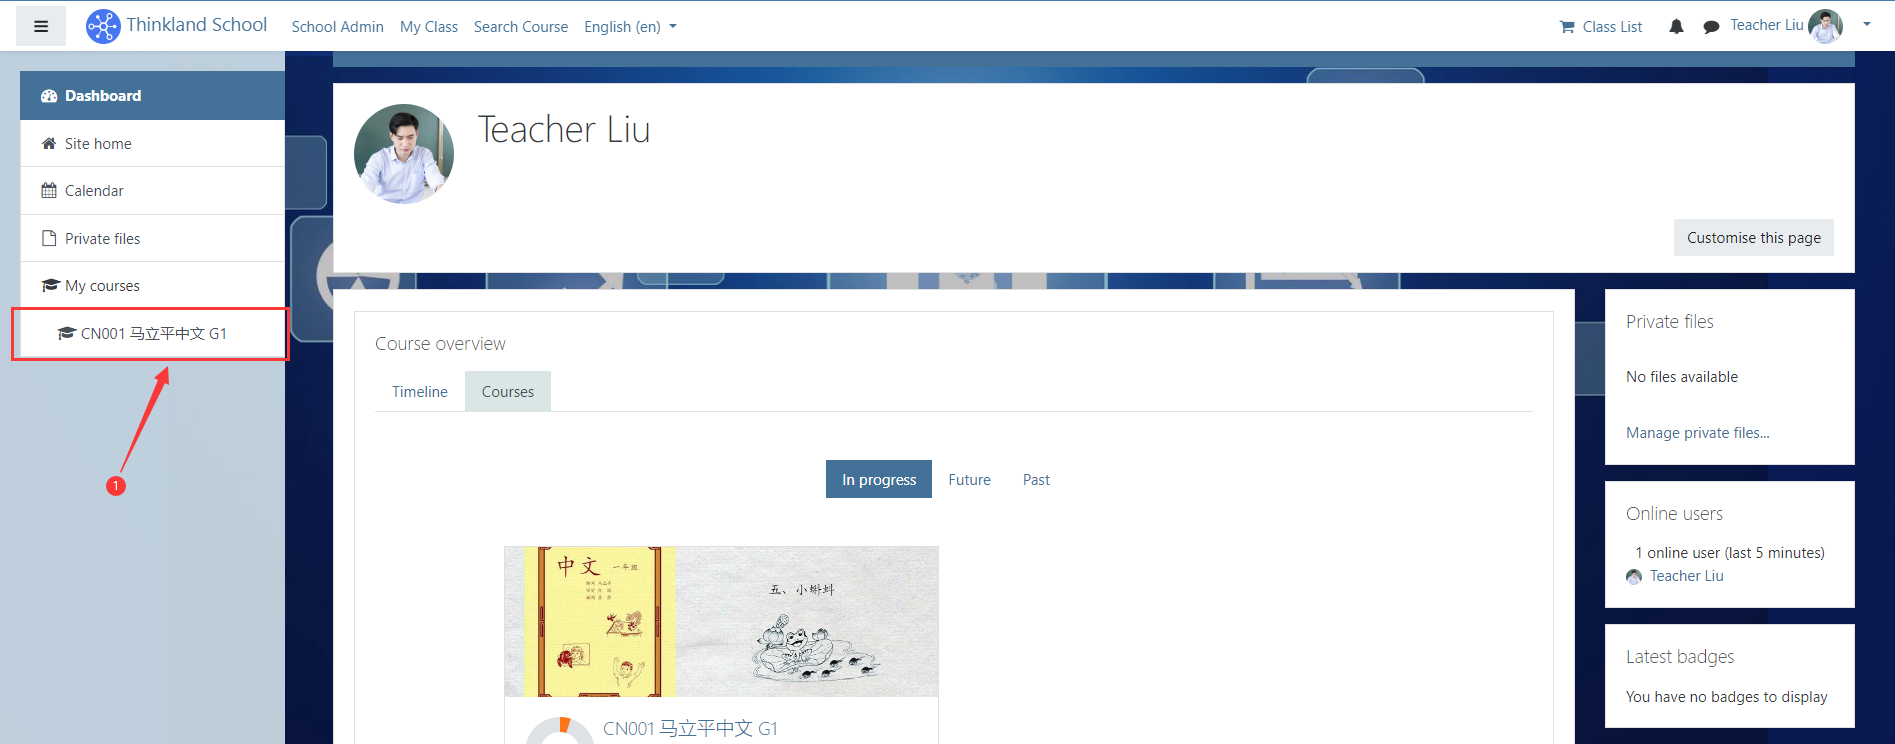 Thinkland School
School Admin
My Class
Search Course
English (en)
Class List
Teacher Liu
Dashboard
Site home
Calendar
Private files
My courses
CN001 马立平中文 G1
1
Teacher Liu
Customise this page
Course overview
Timeline
Courses
In progress
Future
Past
中文 一年级
五、小蝌蚪
CN001 马立平中文 G1
Private files
No files available
Manage private files...
Online users
1 online user (last 5 minutes)
Teacher Liu
Latest badges
You have no badges to display